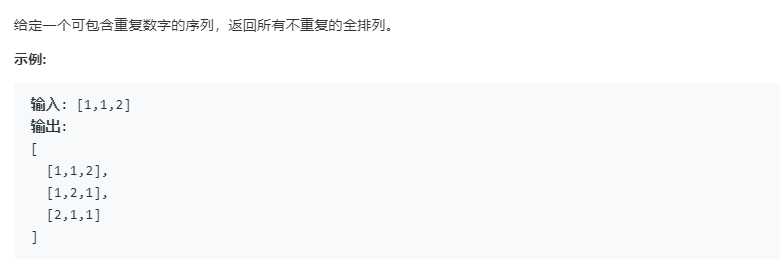 给定一个可包含重复数字的序列，返回所有不重复的全排列。
示例:
输入: [1,1,2]
输出:
[
  [1,1,2],
  [1,2,1],
  [2,1,1]
]